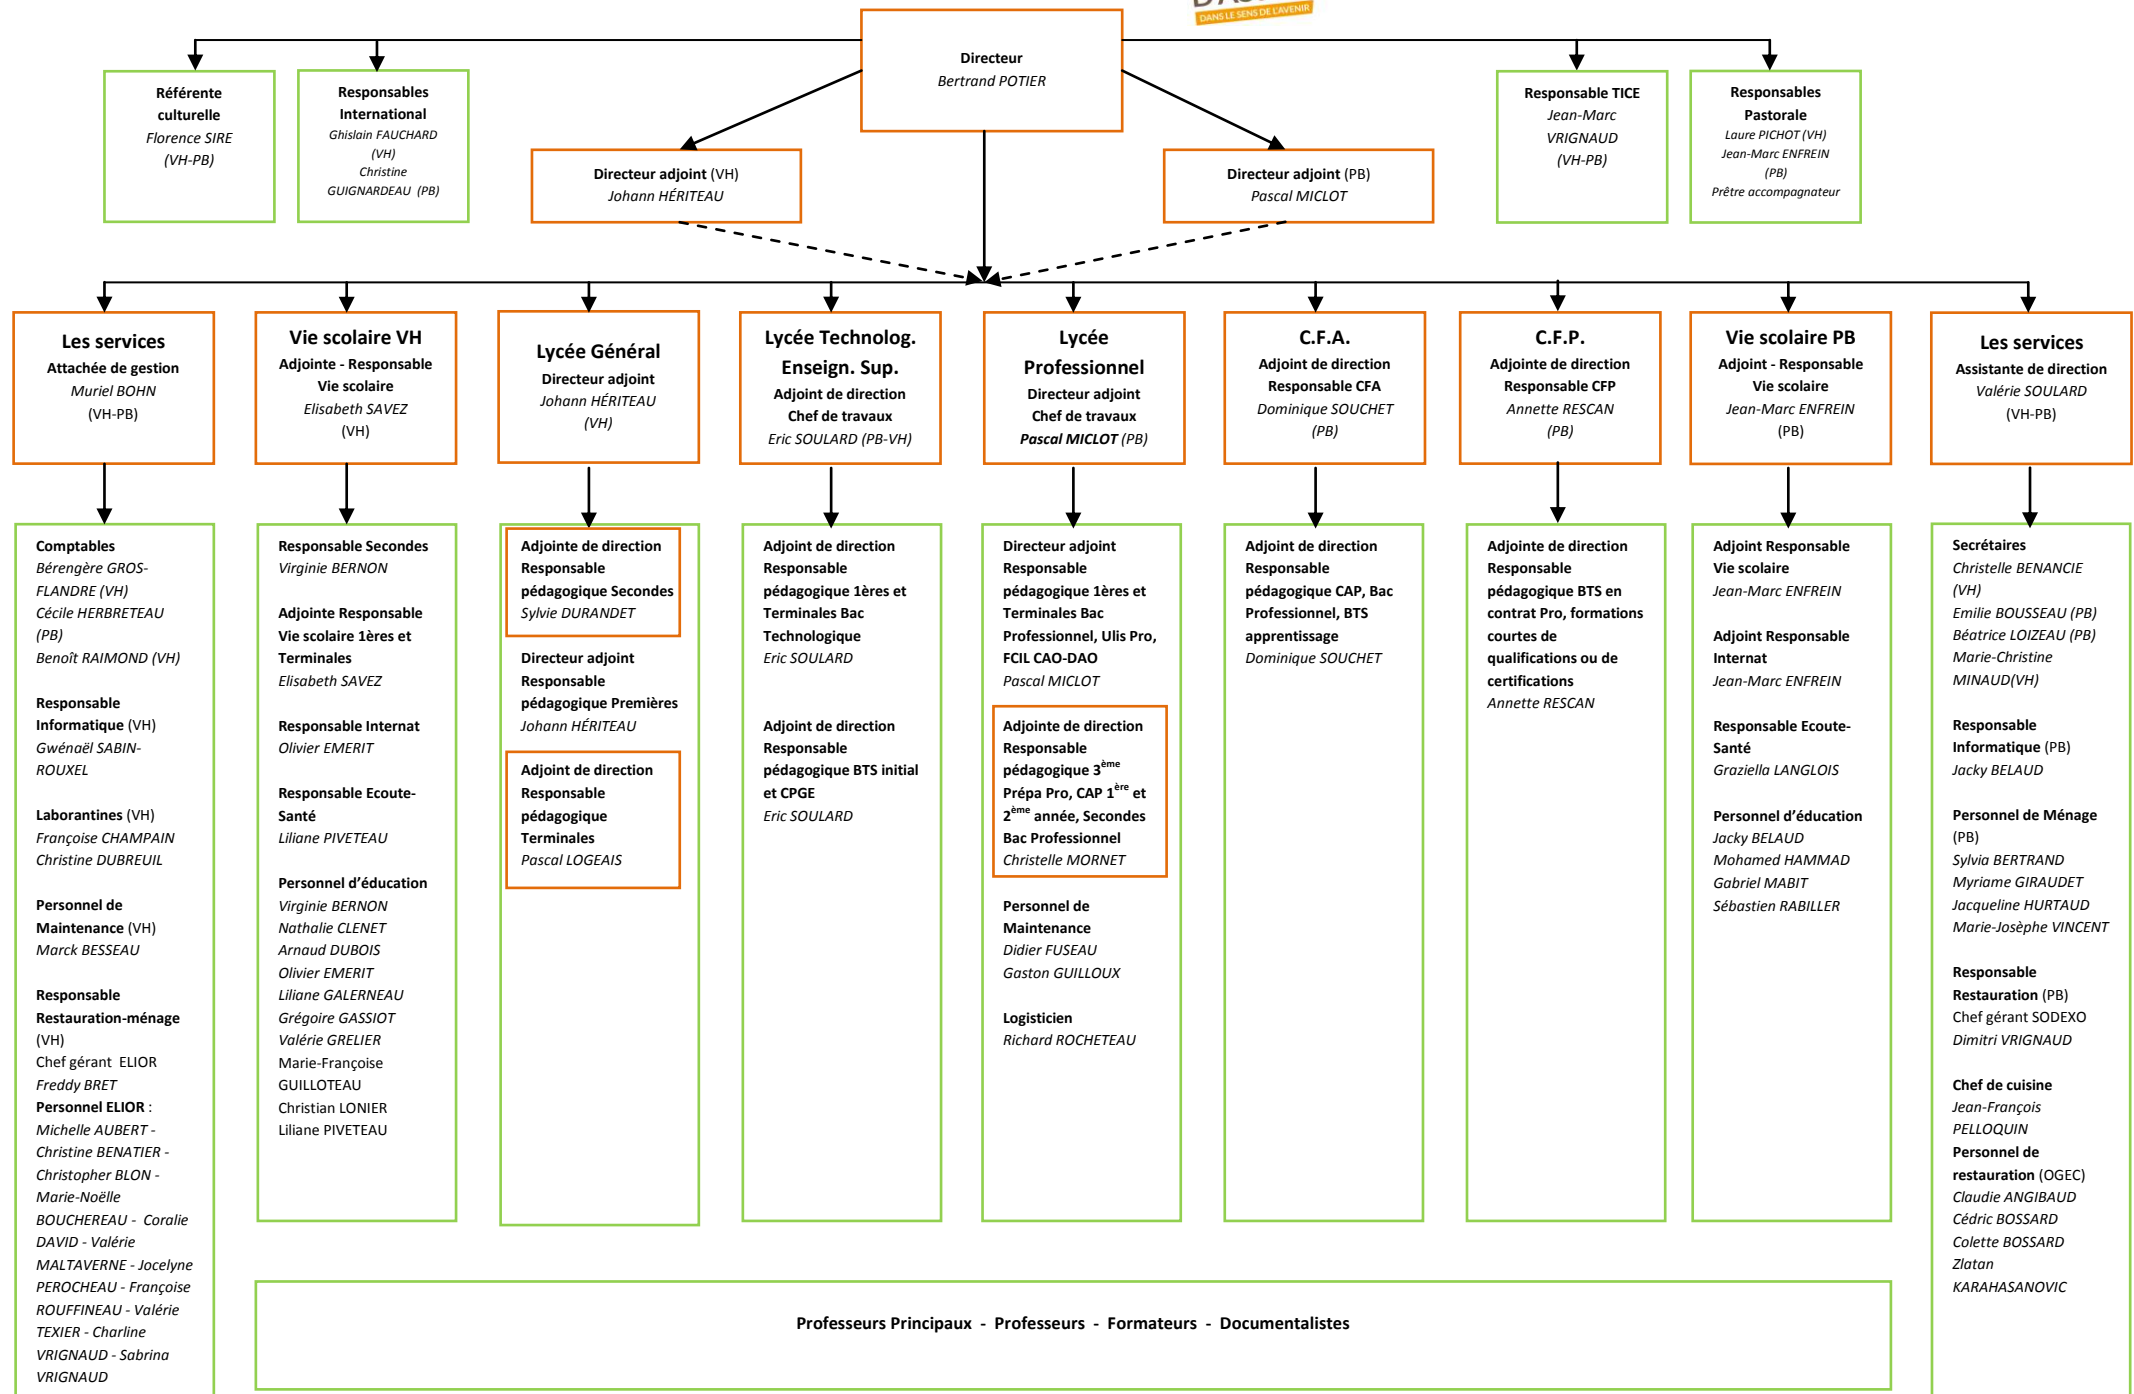 DANS LE SENS DE L'AVENIR
Directeur
Bertrand POTIER
Référente
culturelle
Florence SIRE
(VH-PB)
Responsables
International
Ghislain FAUCHARD
(VH)
Christine
GUIGNARDEAU (PB)
Responsable TICE
Jean-Marc
VRIGNAUD
(VH-PB)
Responsables
Pastorale
Laure PICHOT (VH)
Jean-Marc ENFREIN
(PB)
Prêtre accompagnateur
Directeur adjoint (VH)
Johann HÉRITEAU
Directeur adjoint (PB)
Pascal MICLOT
Les services
Attachée de gestion
Muriel BOHN
(VH-PB)
Vie scolaire VH
Adjointe - Responsable
Vie scolaire
Elisabeth SAVEZ
(VH)
Lycée Général
Directeur adjoint
Johann HÉRITEAU
(VH)
Lycée Technolog.
Enseign. Sup.
Adjoint de direction
Chef de travaux
Eric SOULARD (PB-VH)
Lycée
Professionnel
Directeur adjoint
Chef de travaux
Pascal MICLOT (PB)
C.F.A.
Adjoint de direction
Responsable CFA
Dominique SOUCHET
(PB)
C.F.P.
Adjointe de direction
Responsable CFP
Annette RESCAN
(PB)
Vie scolaire PB
Adjoint - Responsable
Vie scolaire
Jean-Marc ENFREIN
(PB)
Les services
Assistante de direction
Valérie SOULARD
(VH-PB)
Comptables
Bérengère GROS-
FLANDRE (VH)
Cécile HERBRETEAU
(PB)
Benoît RAIMOND (VH)
Responsable
Informatique (VH)
Gwénaël SABIN-
ROUXEL
Laborantines (VH)
Françoise CHAMPAIN
Christine DUBREUIL
Personnel de
Maintenance (VH)
Marck BESSEAU
Responsable
Restauration-ménage
(VH)
Chef gérant ELIOR
Freddy BRET
Personnel ELIOR :
Michelle AUBERT -
Christine BENATIER -
Christopher BLON -
Marie-Noëlle
BOUCHEREAU - Coralie
DAVID - Valérie
MALTAVERNE - Jocelyne
PEROCHEAU - Françoise
ROUFFINEAU - Valérie
TEXIER - Charline
VRIGNAUD - Sabrina
VRIGNAUD
Responsable Secondes
Virginie BERNON
Adjointe Responsable
Vie scolaire 1ères et
Terminales
Elisabeth SAVEZ
Responsable Internat
Olivier EMERIT
Responsable Ecoute-
Santé
Liliane PIVETEAU
Personnel d'éducation
Virginie BERNON
Nathalie CLENET
Arnaud DUBOIS
Olivier EMERIT
Liliane GALERNEAU
Grégoire GASSIOT
Valérie GRELIER
Marie-Françoise
GUILLOTEAU
Christian LONIER
Liliane PIVETEAU
Adjointe de direction
Responsable
pédagogique Secondes
Sylvie DURANDET
Directeur adjoint
Responsable
pédagogique Premières
Johann HÉRITEAU
Adjoint de direction
Responsable
pédagogique
Terminales
Pascal LOGEAIS
Adjoint de direction
Responsable
pédagogique 1ères et
Terminales Bac
Technologique
Eric SOULARD
Adjoint de direction
Responsable
pédagogique BTS initial
et CPGE
Eric SOULARD
Directeur adjoint
Responsable
pédagogique 1ères et
Terminales Bac
Professionnel, Ulis Pro,
FCIL CAO-DAO
Pascal MICLOT
Adjointe de direction
Responsable
pédagogique 3ème
Prépa Pro, CAP 1ère et
2ème année, Secondes
Bac Professionnel
Christelle MORNET
Personnel de
Maintenance
Didier FUSEAU
Gaston GUILLOUX
Logisticien
Richard ROCHETEAU
Adjoint de direction
Responsable
pédagogique CAP, Bac
Professionnel, BTS
apprentissage
Dominique SOUCHET
Adjointe de direction
Responsable
pédagogique BTS en
contrat Pro, formations
courtes de
qualifications ou de
certifications
Annette RESCAN
Adjoint Responsable
Vie scolaire
Jean-Marc ENFREIN
Adjoint Responsable
Internat
Jean-Marc ENFREIN
Responsable Ecoute-
Santé
Graziella LANGLOIS
Personnel d'éducation
Jacky BELAUD
Mohamed HAMMAD
Gabriel MABIT
Sébastien RABILLER
Secrétaires
Christelle BENANCIE
(VH)
Emilie BOUSSEAU (PB)
Béatrice LOIZEAU (PB)
Marie-Christine
MINAUD(VH)
Responsable
Informatique (PB)
Jacky BELAUD
Personnel de Ménage
(PB)
Sylvia BERTRAND
Myriame GIRAUDET
Jacqueline HURTAUD
Marie-Josèphe VINCENT
Responsable
Restauration (PB)
Chef gérant SODEXO
Dimitri VRIGNAUD
Chef de cuisine
Jean-François
PELLOQUIN
Personnel de
restauration (OGEC)
Claudie ANGIBAUD
Cédric BOSSARD
Colette BOSSARD
Zlatan
KARAHASANOVIC
Professeurs Principaux - Professeurs - Formateurs - Documentalistes